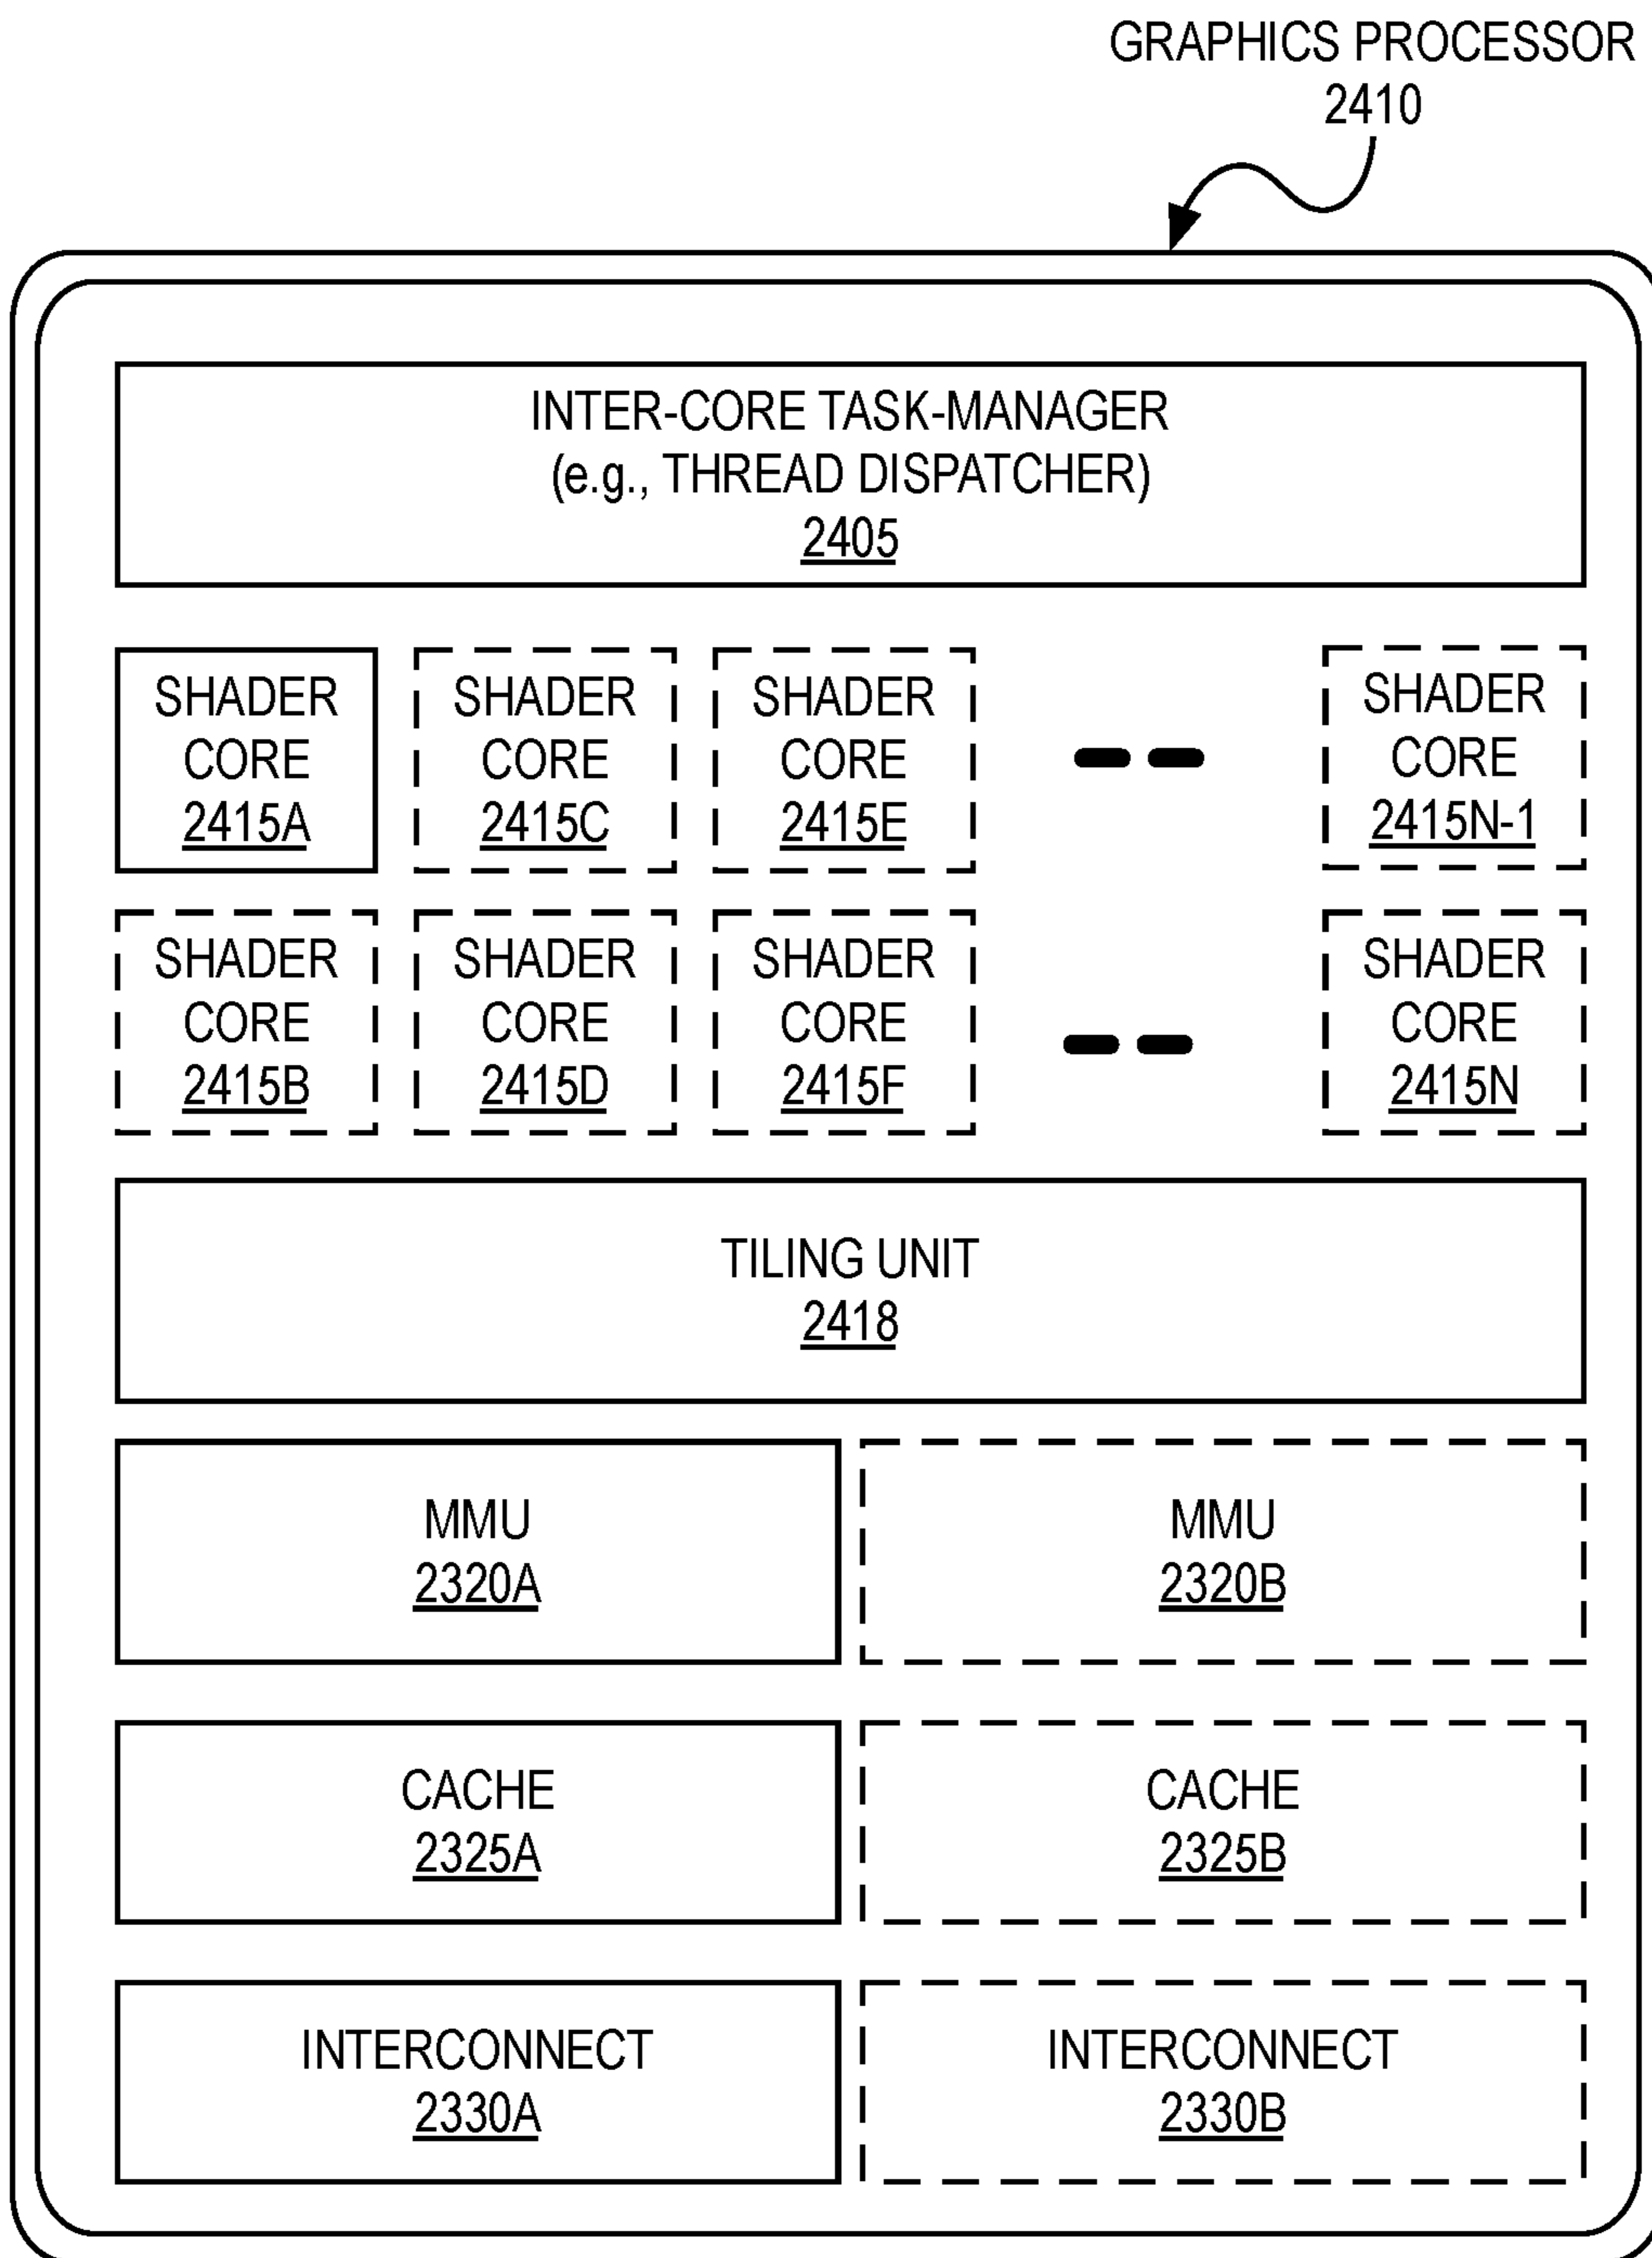 GRAPHICS PROCESSOR
2410
INTER-CORE TASK-MANAGER
(e.g., THREAD DISPATCHER)
2405
SHADER
CORE
2415A
SHADER
CORE
2415C
SHADER
CORE
2415E
SHADER
CORE
2415N-1
SHADER
CORE
2415B
SHADER
CORE
2415D
SHADER
CORE
2415F
SHADER
CORE
2415N
TILING UNIT
2418
MMU
2320A
MMU
2320B
CACHE
2325A
CACHE
2325B
INTERCONNECT
2330A
INTERCONNECT
2330B